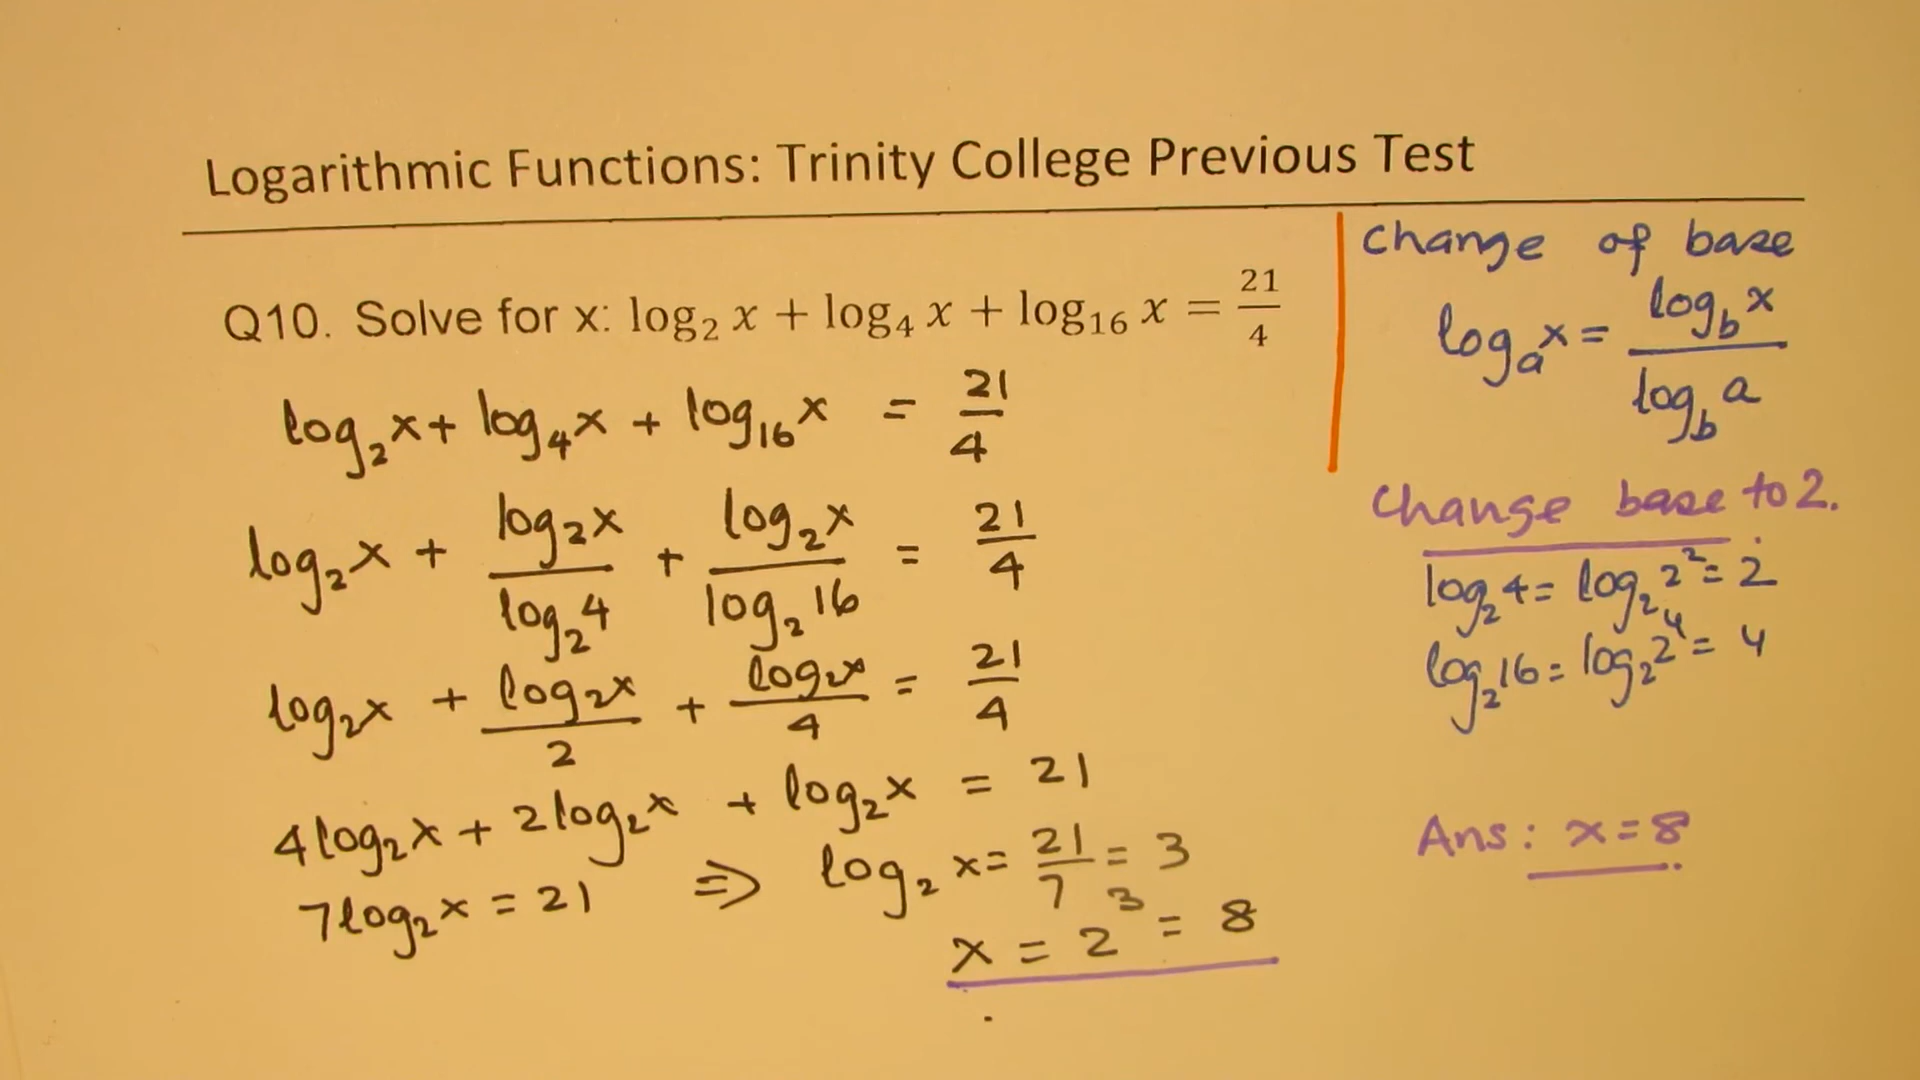 Logarithmic Functions: Trinity College Previous Test
Q10. Solve for x: log₂ x + log₄ x + log₁₆ x = 21/4
log₂x + log₄x + log₁₆x = 21/4
log₂x + log₂x/log₂4 + log₂x/log₂16 = 21/4
log₂x + log₂x/2 + log₂x/4 = 21/4
4log₂x + 2log₂x + log₂x = 21
7log₂x = 21 ⇒ log₂x = 21/7 = 3
x = 2³ = 8
Change of base
logₐx = log_b x/log_b a
Change base to 2.
log₂4 = log₂2² = 2
log₂16 = log₂2⁴ = 4
Ans: x = 8.